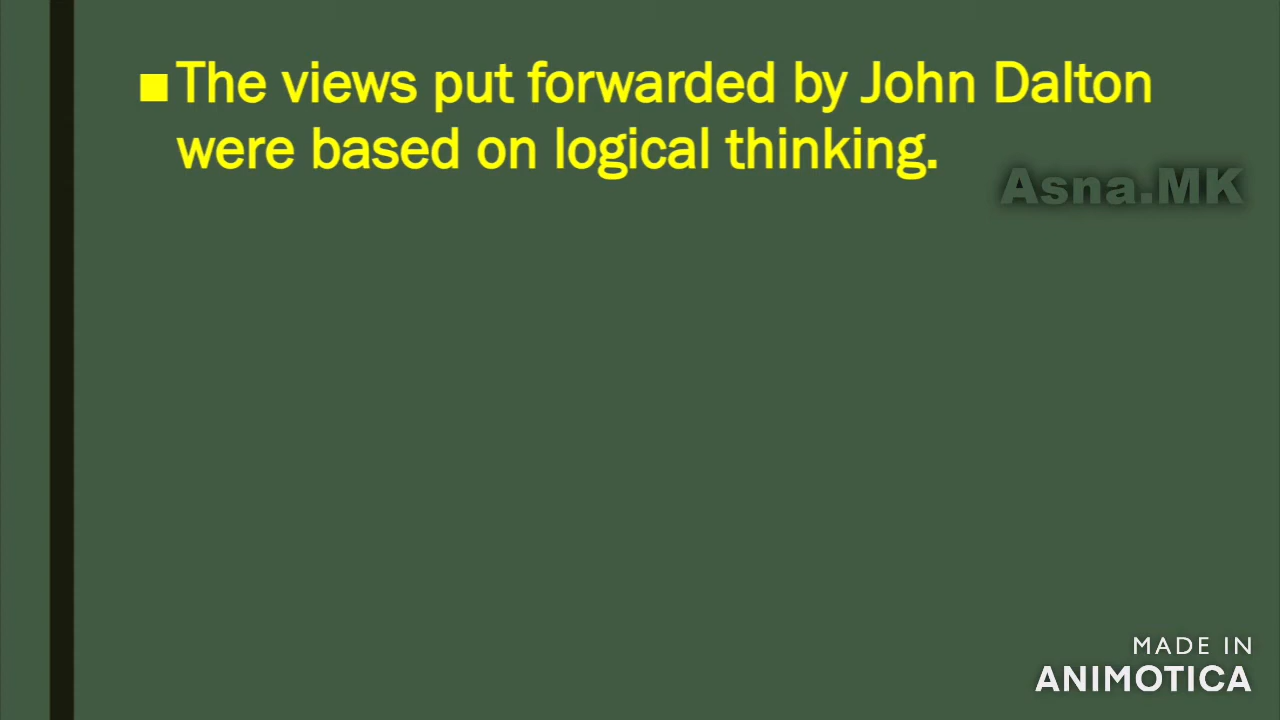 ■The views put forwarded by John Dalton
were based on logical thinking.
Asna.MK
MADE IN
ANIMOTICA